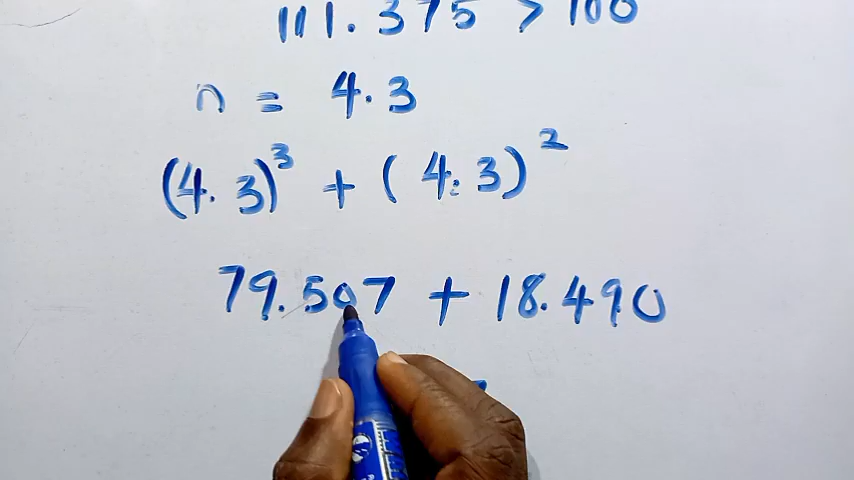 111.375 > 100
n = 4.3
(4.3)³ + (4.3)²
79.507 + 18.490